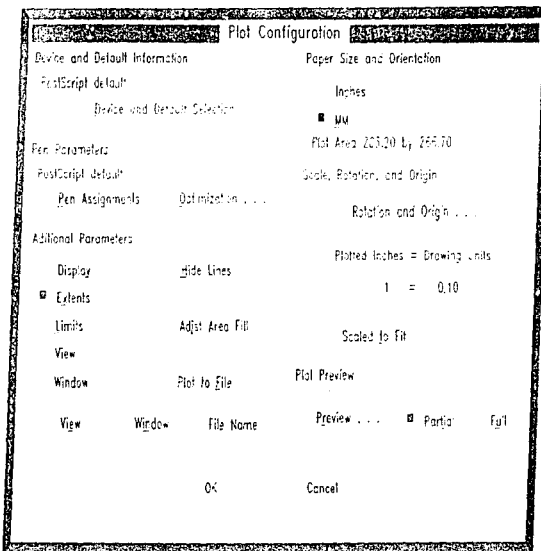 Plot Configuration
Device and Default Information
PostScript default
Device and Default Selection
Pen Parameters
PostScript default
Pen Assignments
Optimization . . .
Aditional Parameters
Display
Hide Lines
Extents
Limits
Adjst Area Fill
View
Window
Plot to File
View
Window
File Name
Paper Size and Orientation
Inches
MM
Plot Area 203.20 by 266.70
Scale, Rotation, and Origin
Rotation and Origin . . .
Plotted Inches = Drawing Units
1 = 0.10
Scaled to Fit
Plot Preview
Preview . . .
Partial
Full
OK
Cancel